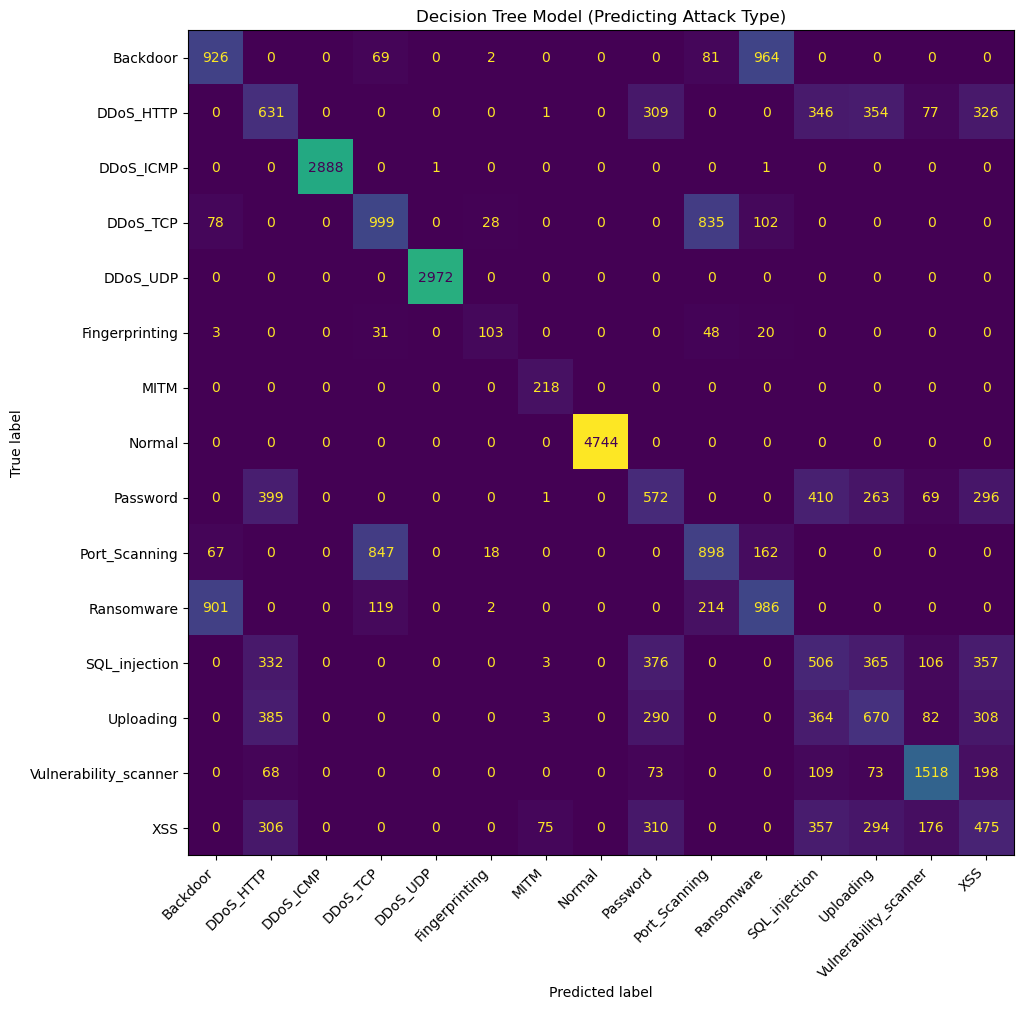 Decision Tree Model (Predicting Attack Type)
True label
Backdoor 926 0 0 69 0 2 0 0 0 81 964 0 0 0 0
DDoS_HTTP 0 631 0 0 0 0 1 0 309 0 0 346 354 77 326
DDoS_ICMP 0 0 2888 0 1 0 0 0 0 0 1 0 0 0 0
DDoS_TCP 78 0 0 999 0 28 0 0 0 835 102 0 0 0 0
DDoS_UDP 0 0 0 0 2972 0 0 0 0 0 0 0 0 0 0
Fingerprinting 3 0 0 31 0 103 0 0 0 48 20 0 0 0 0
MITM 0 0 0 0 0 0 218 0 0 0 0 0 0 0 0
Normal 0 0 0 0 0 0 0 4744 0 0 0 0 0 0 0
Password 0 399 0 0 0 0 1 0 572 0 0 410 263 69 296
Port_Scanning 67 0 0 847 0 18 0 0 0 898 162 0 0 0 0
Ransomware 901 0 0 119 0 2 0 0 0 214 986 0 0 0 0
SQL_injection 0 332 0 0 0 0 3 0 376 0 0 506 365 106 357
Uploading 0 385 0 0 0 0 3 0 290 0 0 364 670 82 308
Vulnerability_scanner 0 68 0 0 0 0 0 0 73 0 0 109 73 1518 198
XSS 0 306 0 0 0 0 75 0 310 0 0 357 294 176 475
Backdoor DDoS_HTTP DDoS_ICMP DDoS_TCP DDoS_UDP Fingerprinting MITM Normal Password Port_Scanning Ransomware SQL_injection Uploading Vulnerability_scanner XSS
Predicted label